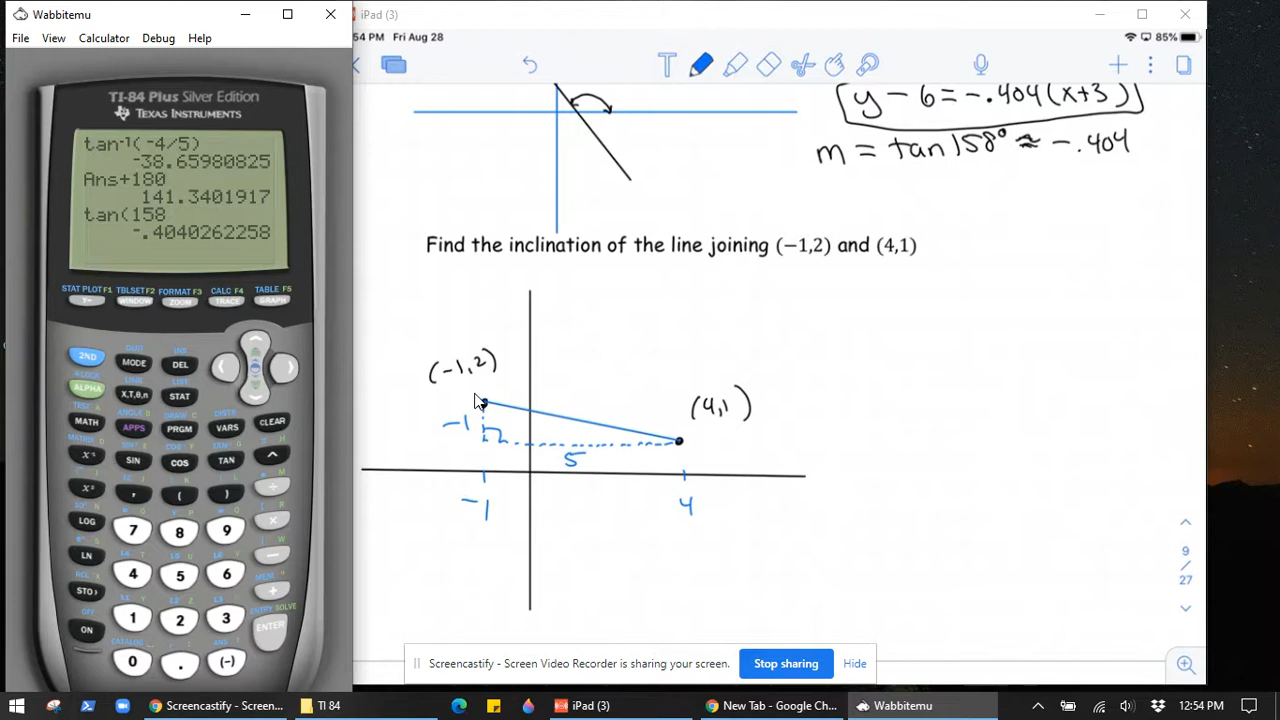 Wabbitemu
File View Calculator Debug Help
TI-84 Plus Silver Edition
TEXAS INSTRUMENTS
tan⁻¹(-4/5)
-38.65980825
Ans+180
141.3401917
tan(158
-.4040262258
STAT PLOT F1 TBLSET F2 FORMAT F3 CALC F4 TABLE F5
Y= WINDOW ZOOM TRACE GRAPH
2ND MODE DEL
ALPHA X,T,θ,n STAT
MATH APPS PRGM VARS CLEAR
x⁻¹ SIN COS TAN ^
x² , ( ) ÷
LOG 7 8 9 ×
LN 4 5 6 −
STO› 1 2 3 +
ON 0 . (-) ENTER
iPad (3)
54 PM Fri Aug 28
85%
y - 6 = -.404(x+3)
m = tan 158° ≈ -.404
Find the inclination of the line joining (−1,2) and (4,1)
(-1,2)
(4,1)
-1
5
-1
4
9
/
27
Screencastify - Screen Video Recorder is sharing your screen. Stop sharing Hide
Screencastify - Screen... TI 84 iPad (3) New Tab - Google Ch... Wabbitemu 12:54 PM